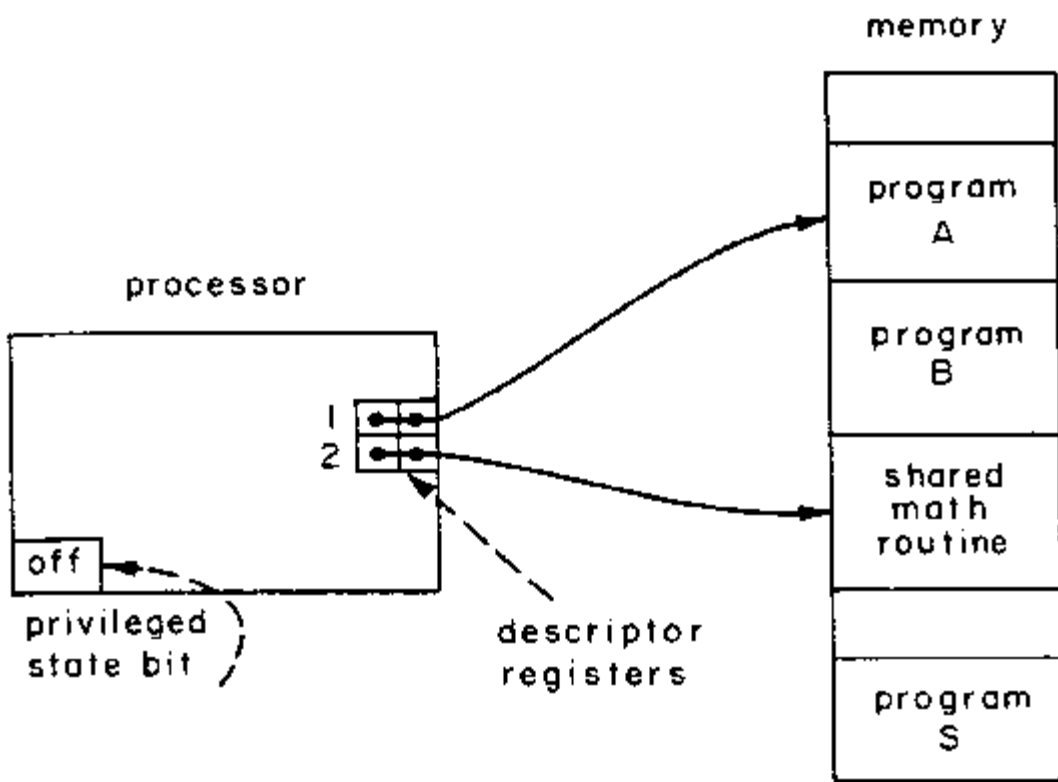 memory
program
A
processor
program
B
1
2
shared
math
routine
off
privileged
state bit
descriptor
registers
program
S